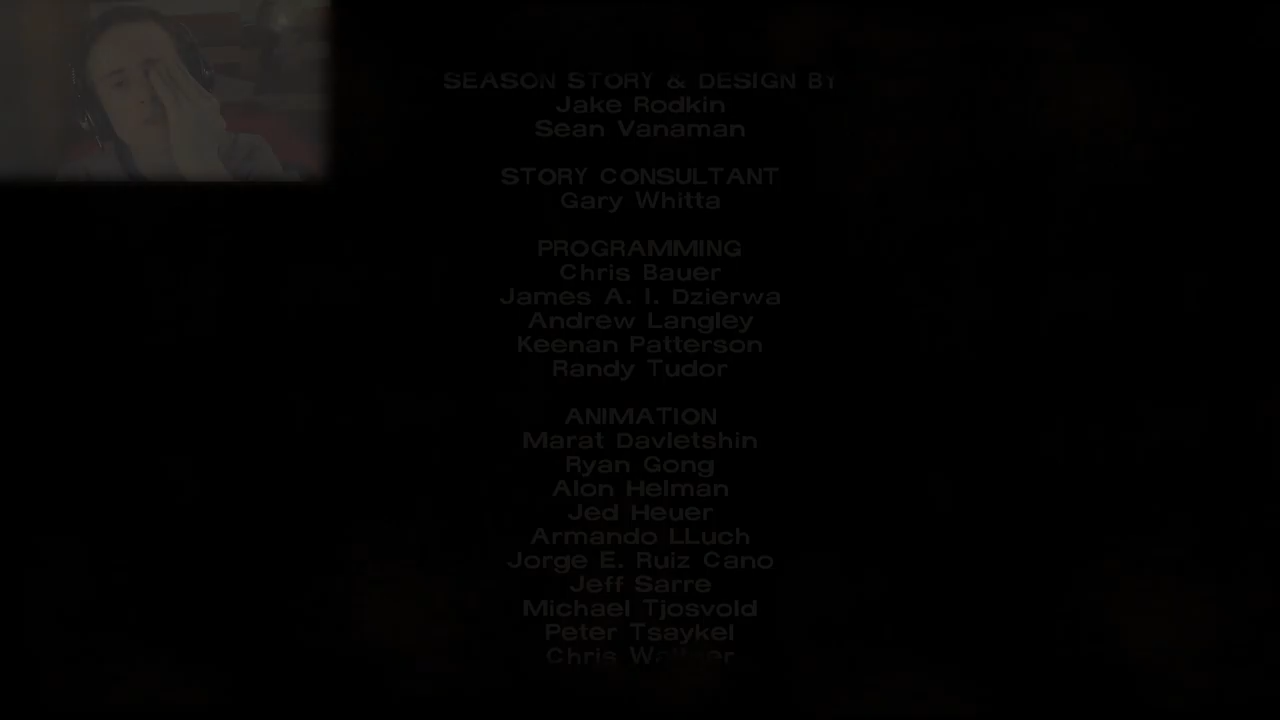 SEASON STORY & DESIGN BY
Jake Rodkin
Sean Vanaman
STORY CONSULTANT
Gary Whitta
PROGRAMMING
Chris Bauer
James A. I. Dzierwa
Andrew Langley
Keenan Patterson
Randy Tudor
ANIMATION
Marat Davletshin
Ryan Gong
Alon Helman
Jed Heuer
Armando LLuch
Jorge E. Ruiz Cano
Jeff Sarre
Michael Tjosvold
Peter Tsaykel
Chris